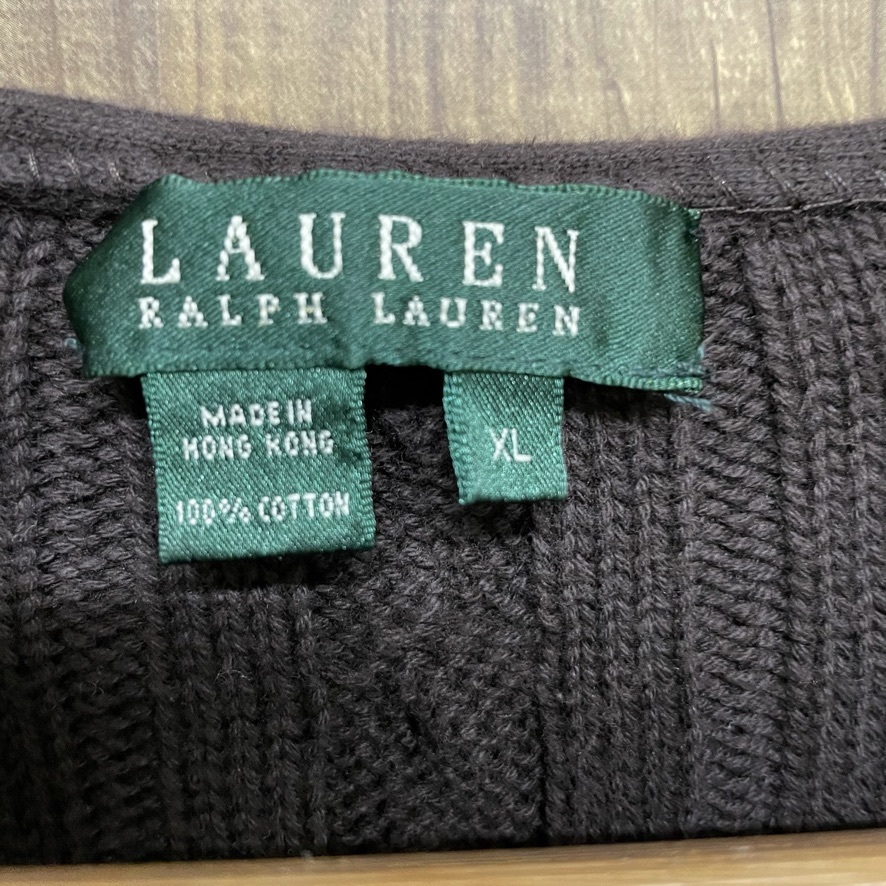 LAUREN
RALPH LAUREN
MADE IN
HONG KONG
100% COTTON
XL